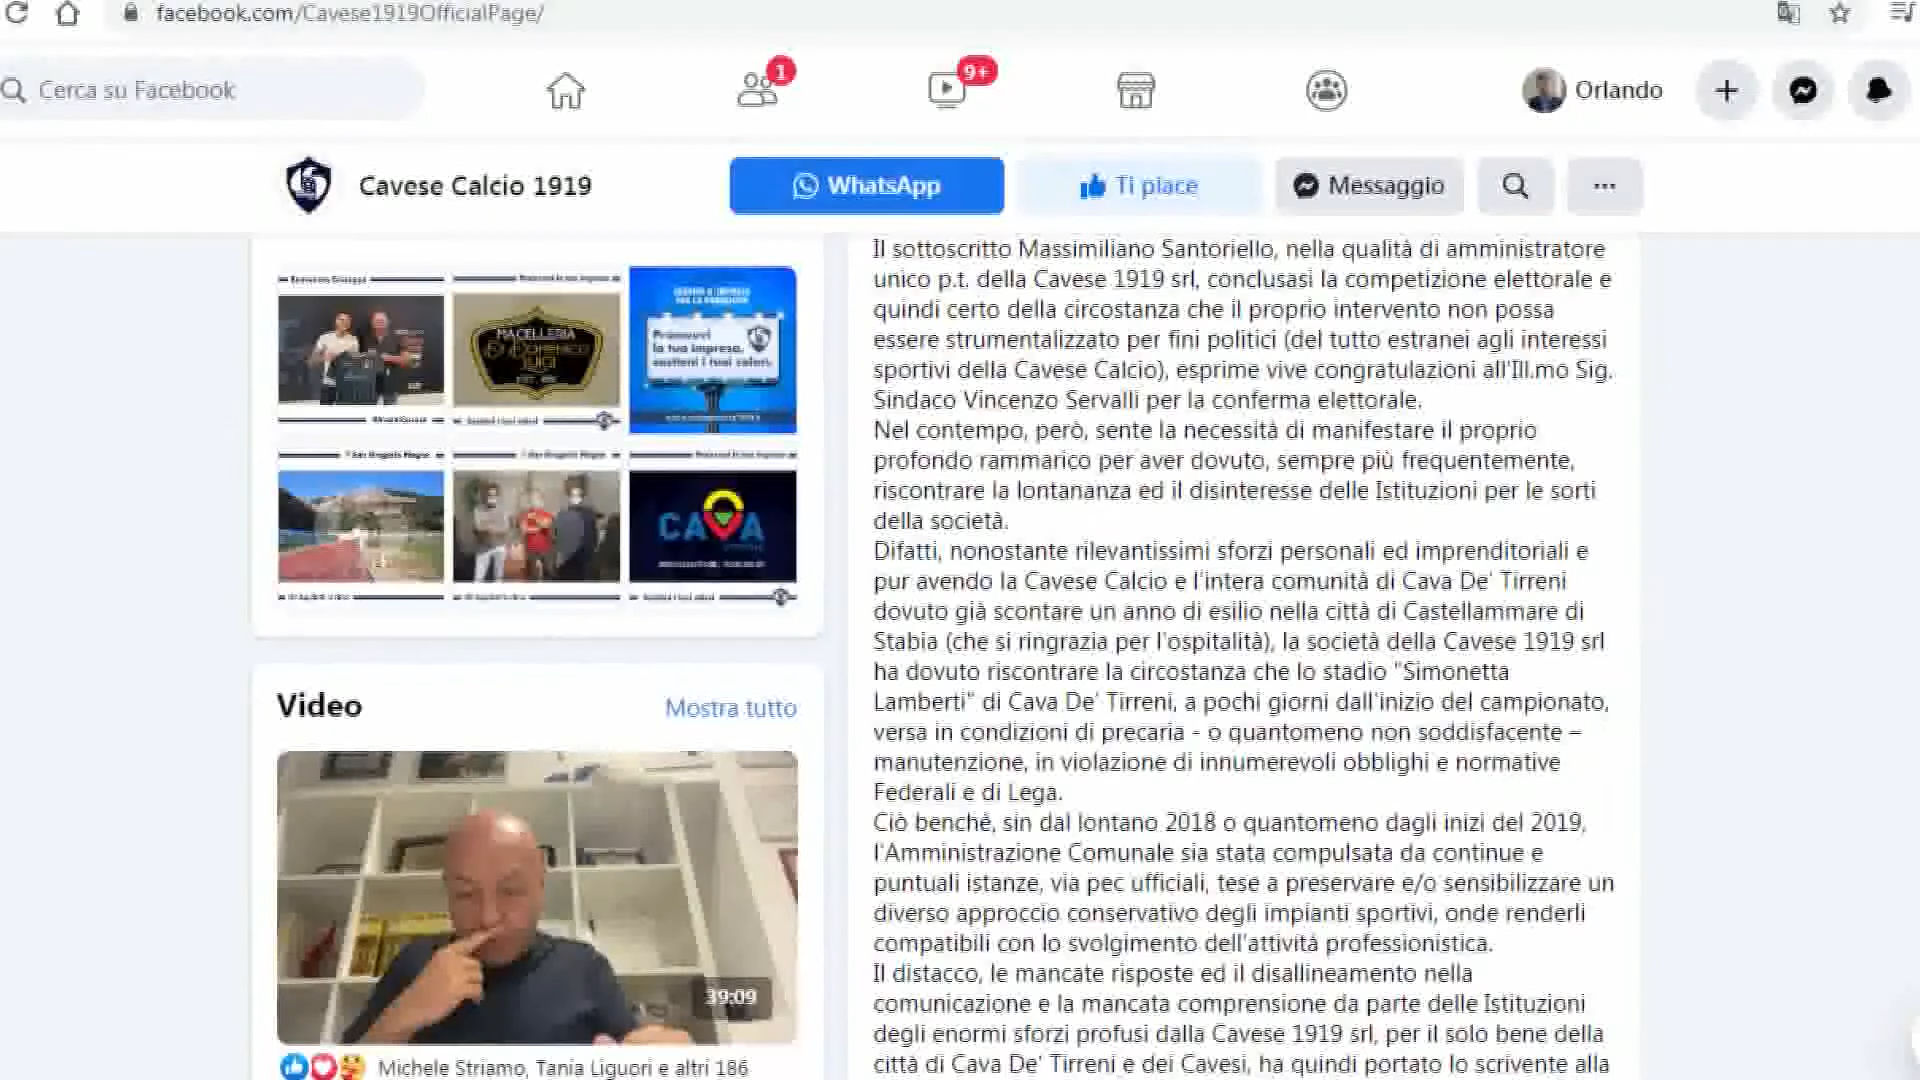 facebook.com/Cavese1919OfficialPage/
Cerca su Facebook
1
9+
Orlando
Cavese Calcio 1919
WhatsApp
Ti piace
Messaggio
MACELLERIA
Di Domenico
LUIGI
Promuovi
la tua impresa,
sostieni i tuoi colori.
CAVA
Video
Mostra tutto
39:09
Michele Striamo, Tania Liguori e altri 186
Il sottoscritto Massimiliano Santoriello, nella qualità di amministratore
unico p.t. della Cavese 1919 srl, conclusasi la competizione elettorale e
quindi certo della circostanza che il proprio intervento non possa
essere strumentalizzato per fini politici (del tutto estranei agli interessi
sportivi della Cavese Calcio), esprime vive congratulazioni all'Ill.mo Sig.
Sindaco Vincenzo Servalli per la conferma elettorale.
Nel contempo, però, sente la necessità di manifestare il proprio
profondo rammarico per aver dovuto, sempre più frequentemente,
riscontrare la lontananza ed il disinteresse delle Istituzioni per le sorti
della società.
Difatti, nonostante rilevantissimi sforzi personali ed imprenditoriali e
pur avendo la Cavese Calcio e l'intera comunità di Cava De' Tirreni
dovuto già scontare un anno di esilio nella città di Castellammare di
Stabia (che si ringrazia per l'ospitalità), la società della Cavese 1919 srl
ha dovuto riscontrare la circostanza che lo stadio "Simonetta
Lamberti" di Cava De' Tirreni, a pochi giorni dall'inizio del campionato,
versa in condizioni di precaria - o quantomeno non soddisfacente –
manutenzione, in violazione di innumerevoli obblighi e normative
Federali e di Lega.
Ciò benché, sin dal lontano 2018 o quantomeno dagli inizi del 2019,
l'Amministrazione Comunale sia stata compulsata da continue e
puntuali istanze, via pec ufficiali, tese a preservare e/o sensibilizzare un
diverso approccio conservativo degli impianti sportivi, onde renderli
compatibili con lo svolgimento dell'attività professionistica.
Il distacco, le mancate risposte ed il disallineamento nella
comunicazione e la mancata comprensione da parte delle Istituzioni
degli enormi sforzi profusi dalla Cavese 1919 srl, per il solo bene della
città di Cava De' Tirreni e dei Cavesi, ha quindi portato lo scrivente alla